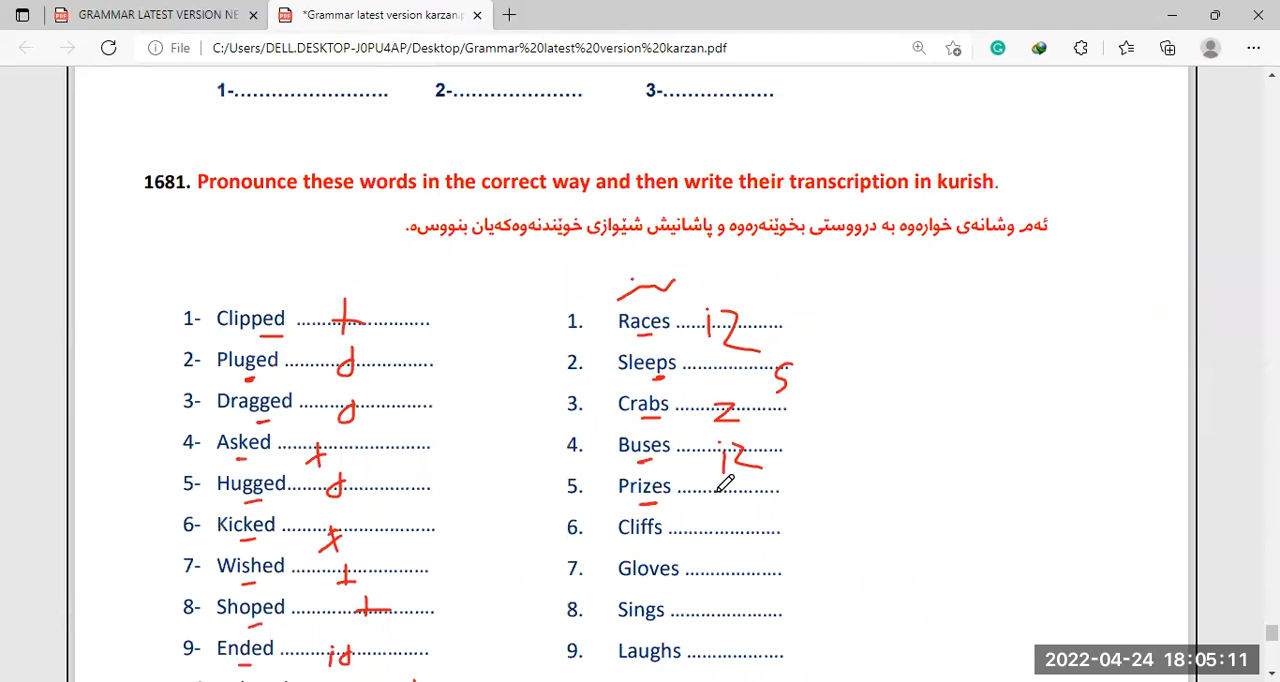 GRAMMAR LATEST VERSION NE
*Grammar latest version karzan.p
File C:/Users/DELL.DESKTOP-J0PU4AP/Desktop/Grammar%20latest%20version%20karzan.pdf
1-........................ 2-..................... 3-..................
1681. Pronounce these words in the correct way and then write their transcription in kurish.
ئەم وشانەی خوارەوە بە درووستی بخوێنەرەوە و پاشانیش شێوازی خوێندنەوەکەیان بنووسە.
1- Clipped ........................... t
2- Pluged .............................. d
3- Dragged ........................... d
4- Asked .............................. t
5- Hugged............................. d
6- Kicked .............................. t
7- Wished ............................ t
8- Shoped ............................ t
9- Ended .............................. id
1. Races ..................... iz
2. Sleeps ..................... s
3. Crabs ..................... z
4. Buses ..................... iz
5. Prizes ....................
6. Cliffs ......................
7. Gloves ...................
8. Sings ......................
9. Laughs ...................
2022-04-24 18:05:11